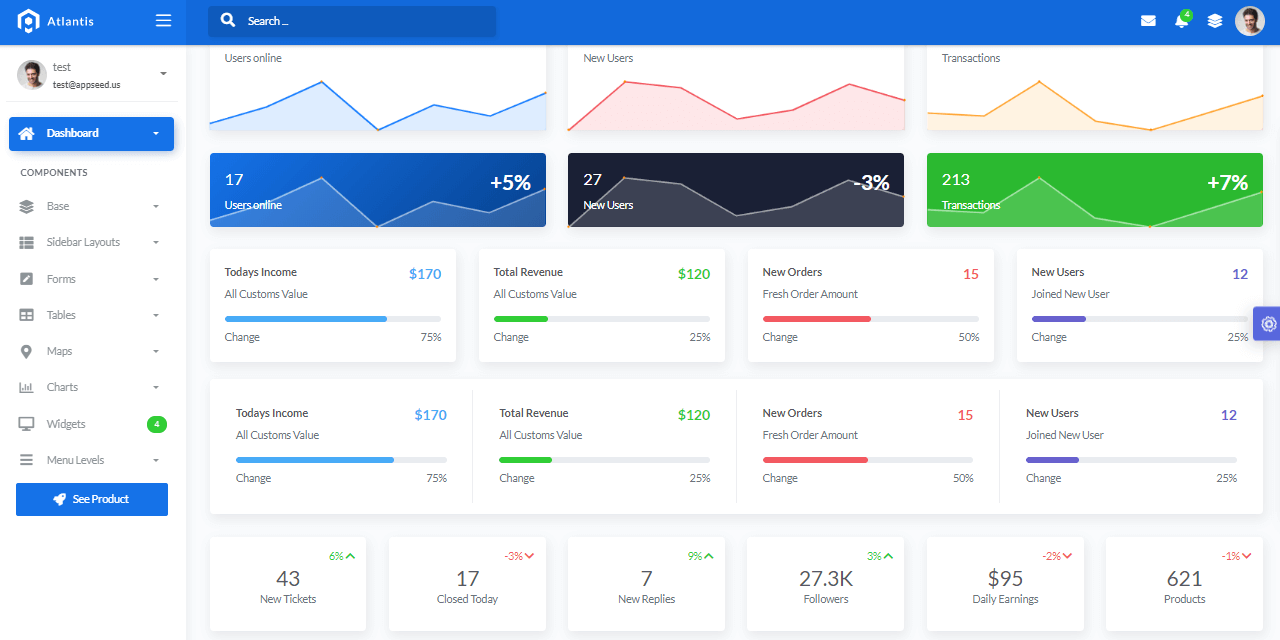 Atlantis
Search ...
4
test
test@appseed.us
Dashboard
COMPONENTS
Base
Sidebar Layouts
Forms
Tables
Maps
Charts
Widgets
4
Menu Levels
See Product
Users online
New Users
Transactions
17
+5%
Users online
27
-3%
New Users
213
+7%
Transactions
Todays Income
$170
All Customs Value
Change
75%
Total Revenue
$120
All Customs Value
Change
25%
New Orders
15
Fresh Order Amount
Change
50%
New Users
12
Joined New User
Change
25%
Todays Income
$170
All Customs Value
Change
75%
Total Revenue
$120
All Customs Value
Change
25%
New Orders
15
Fresh Order Amount
Change
50%
New Users
12
Joined New User
Change
25%
6%
43
New Tickets
-3%
17
Closed Today
9%
7
New Replies
3%
27.3K
Followers
-2%
$95
Daily Earnings
-1%
621
Products